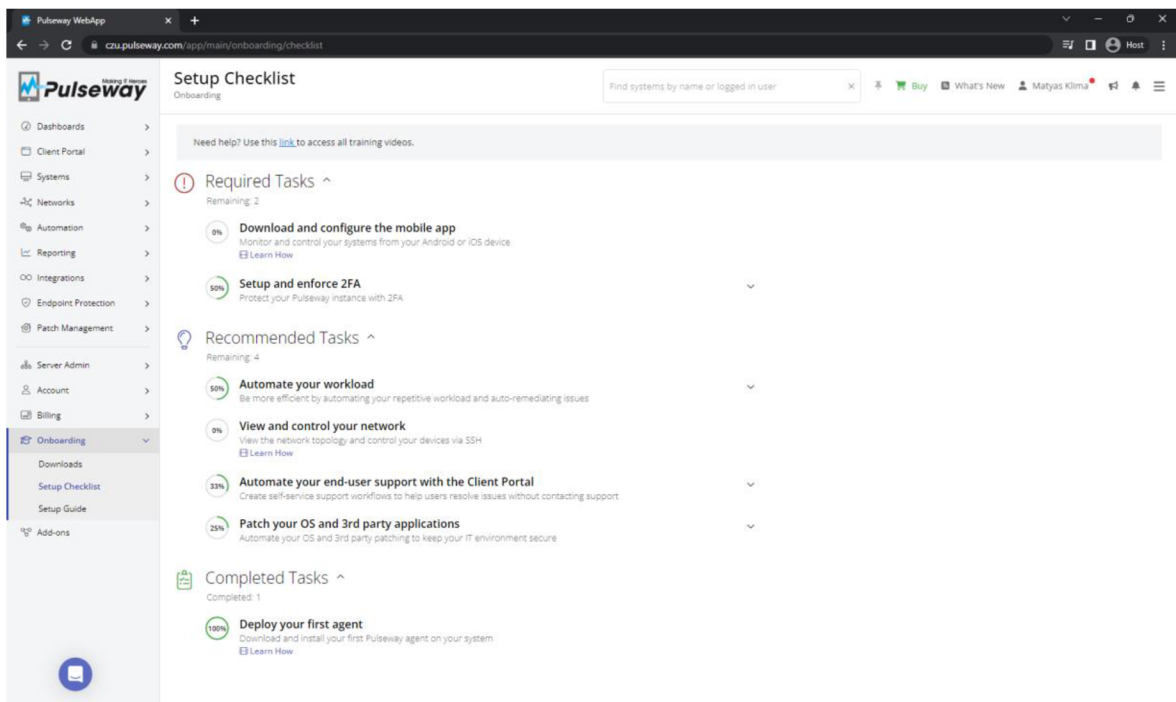 Pulseway WebApp
czu.pulseway.com/app/main/onboarding/checklist
Host
Making IT Heroes
Pulseway
Setup Checklist
Onboarding
Find systems by name or logged in user
Buy
What's New
Matyas Klima
Dashboards
Client Portal
Systems
Networks
Automation
Reporting
Integrations
Endpoint Protection
Patch Management
Server Admin
Account
Billing
Onboarding
Downloads
Setup Checklist
Setup Guide
Add-ons
Need help? Use this link to access all training videos.
Required Tasks
Remaining: 2
0%
Download and configure the mobile app
Monitor and control your systems from your Android or iOS device
Learn How
50%
Setup and enforce 2FA
Protect your Pulseway instance with 2FA
Recommended Tasks
Remaining: 4
50%
Automate your workload
Be more efficient by automating your repetitive workload and auto-remediating issues
0%
View and control your network
View the network topology and control your devices via SSH
Learn How
33%
Automate your end-user support with the Client Portal
Create self-service support workflows to help users resolve issues without contacting support
25%
Patch your OS and 3rd party applications
Automate your OS and 3rd party patching to keep your IT environment secure
Completed Tasks
Completed: 1
100%
Deploy your first agent
Download and install your first Pulseway agent on your system
Learn How